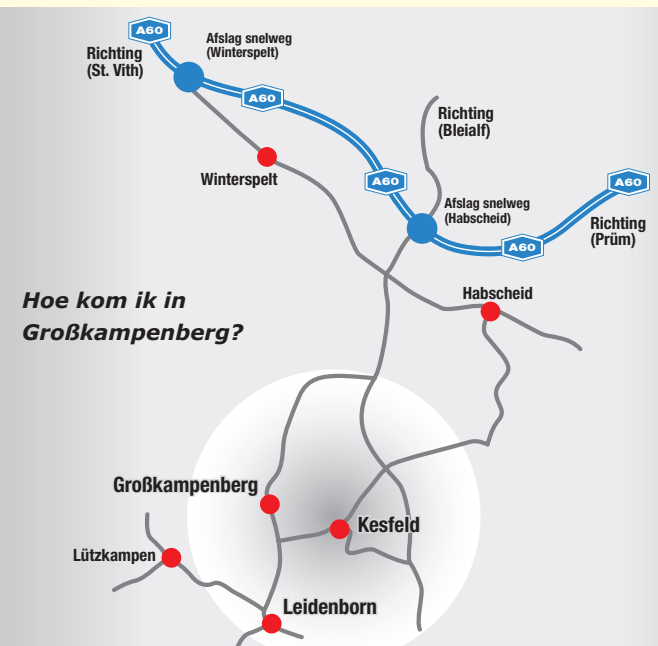 A60
Afslag snelweg
(Winterspelt)
Richting
(St. Vith)
A60
Richting
(Bleialf)
Winterspelt
A60
A60
Afslag snelweg
(Habscheid)
Richting
(Prüm)
A60
Hoe kom ik in
Großkampenberg?
Habscheid
Großkampenberg
Kesfeld
Lützkampen
Leidenborn